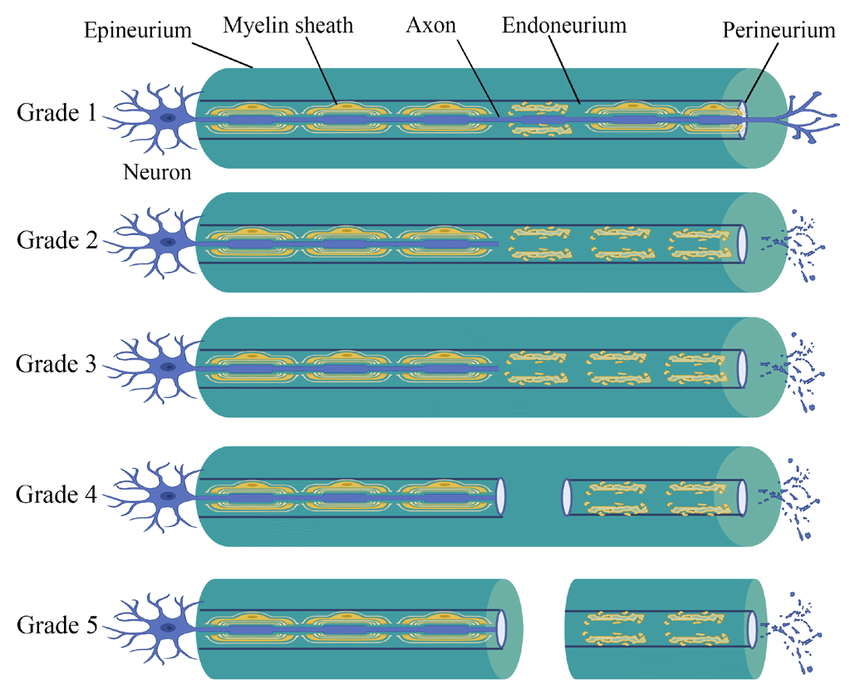 Epineurium
Myelin sheath
Axon
Endoneurium
Perineurium
Grade 1
Neuron
Grade 2
Grade 3
Grade 4
Grade 5